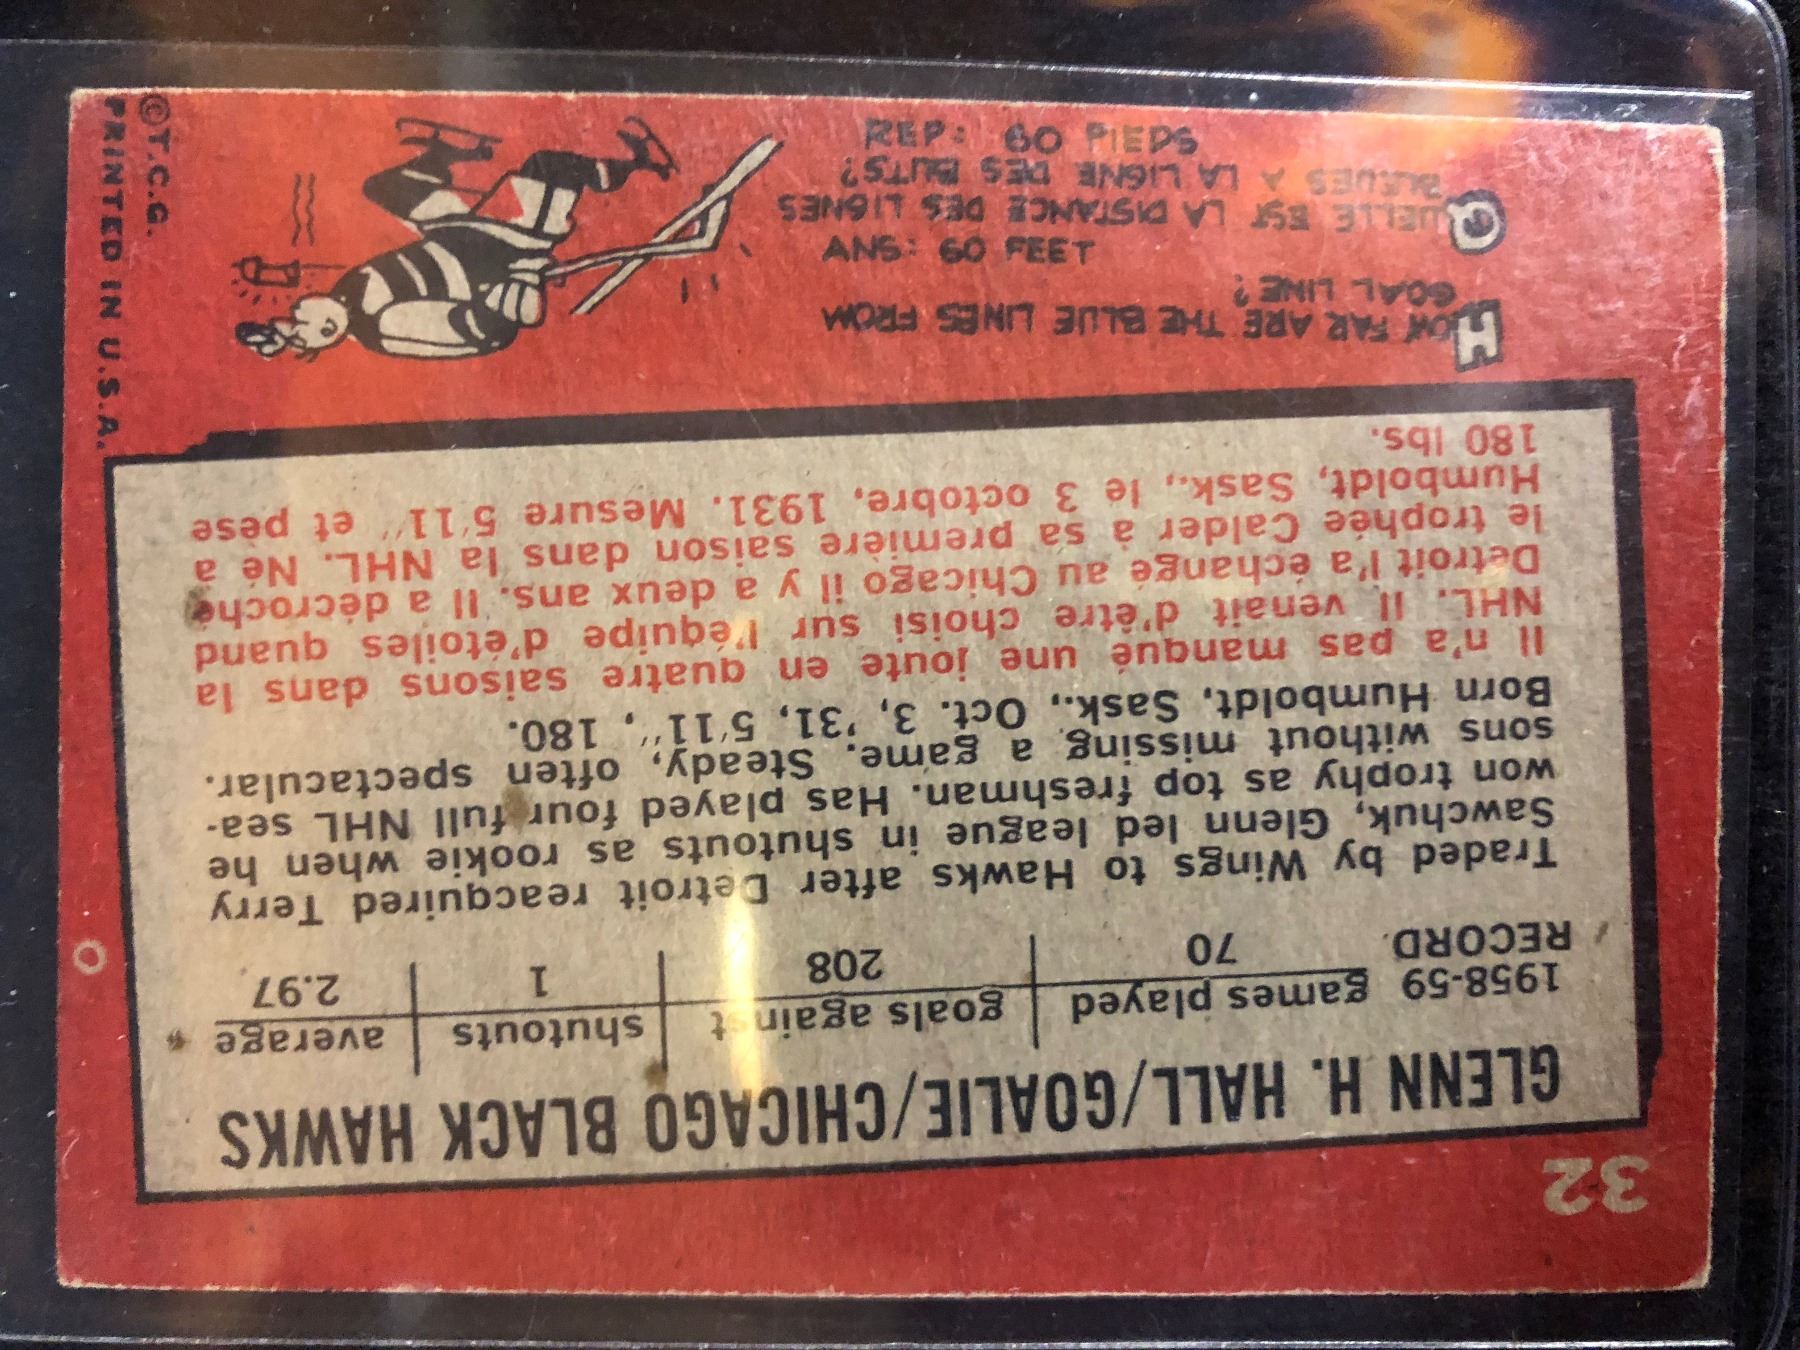 32
GLENN H. HALL/GOALIE/CHICAGO BLACK HAWKS
1958-59 games played goals against shutouts average
RECORD 70 208 1 2.97
Traded by Wings to Hawks after Detroit reacquired Terry
Sawchuk, Glenn led league in shutouts as rookie when he
won trophy as top freshman. Has played four full NHL sea-
sons without missing a game. Steady, often spectacular.
Born Humboldt, Sask., Oct. 3, '31, 5'11", 180.
Il n'a pas manqué une joute en quatre saisons dans la
NHL. Il venait d'être choisi sur l'équipe d'étoiles quand
Detroit l'a échangé au Chicago il y a deux ans. Il a décroché
le trophée Calder à sa première saison dans la NHL. Né à
Humboldt, Sask., le 3 octobre, 1931. Mesure 5'11" et pèse
180 lbs.
HOW FAR ARE THE BLUE LINES FROM
GOAL LINE?
ANS: 60 FEET
QUELLE EST LA DISTANCE DES LIGNES
BLEUES A LA LIGNE DES BUTS?
REP: 60 PIEDS
©T.C.G.
PRINTED IN U.S.A.